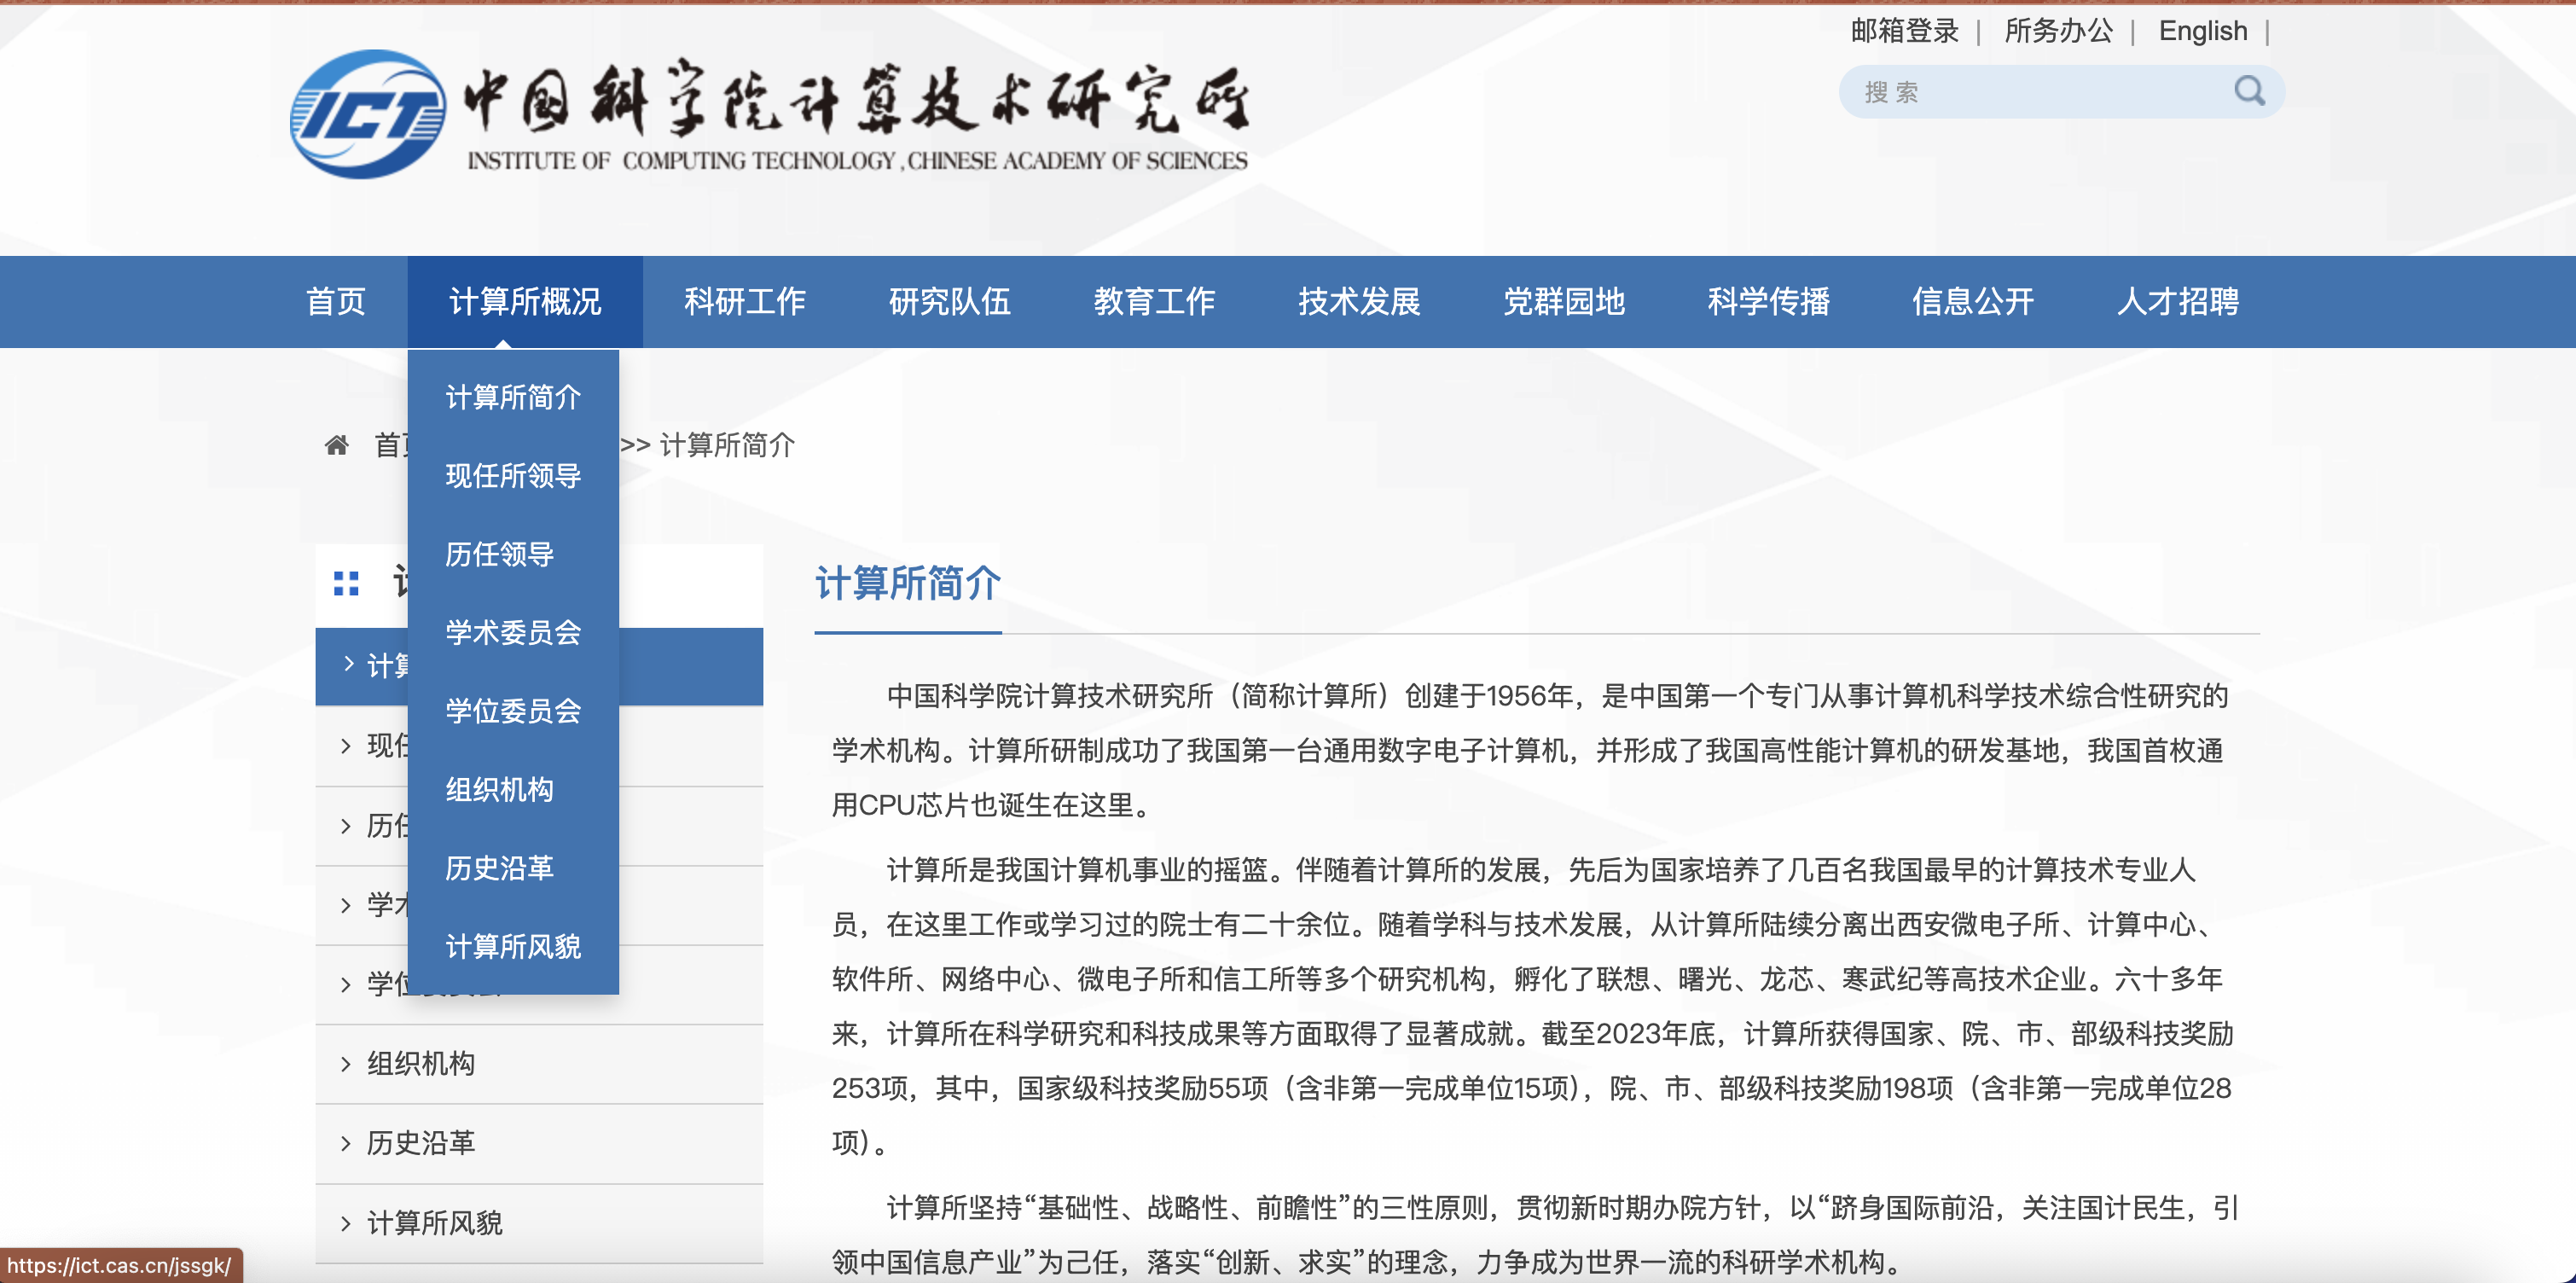 邮箱登录 | 所务办公 | English |
搜 索
ICT
中国科学院计算技术研究所
INSTITUTE OF COMPUTING TECHNOLOGY, CHINESE ACADEMY OF SCIENCES
首页 计算所概况 科研工作 研究队伍 教育工作 技术发展 党群园地 科学传播 信息公开 人才招聘
计算所简介
现任所领导
历任领导
学术委员会
学位委员会
组织机构
历史沿革
计算所风貌
首 >> 计算所简介
计
现任
历任
学术
学位
组织机构
历史沿革
计算所风貌
计算所简介
中国科学院计算技术研究所（简称计算所）创建于1956年，是中国第一个专门从事计算机科学技术综合性研究的
学术机构。计算所研制成功了我国第一台通用数字电子计算机，并形成了我国高性能计算机的研发基地，我国首枚通
用CPU芯片也诞生在这里。
计算所是我国计算机事业的摇篮。伴随着计算所的发展，先后为国家培养了几百名我国最早的计算技术专业人
员，在这里工作或学习过的院士有二十余位。随着学科与技术发展，从计算所陆续分离出西安微电子所、计算中心、
软件所、网络中心、微电子所和信工所等多个研究机构，孵化了联想、曙光、龙芯、寒武纪等高技术企业。六十多年
来，计算所在科学研究和科技成果等方面取得了显著成就。截至2023年底，计算所获得国家、院、市、部级科技奖励
253项，其中，国家级科技奖励55项（含非第一完成单位15项），院、市、部级科技奖励198项（含非第一完成单位28
项）。
计算所坚持“基础性、战略性、前瞻性”的三性原则，贯彻新时期办院方针，以“跻身国际前沿，关注国计民生，引
领中国信息产业”为己任，落实“创新、求实”的理念，力争成为世界一流的科研学术机构。
https://ict.cas.cn/jssgk/